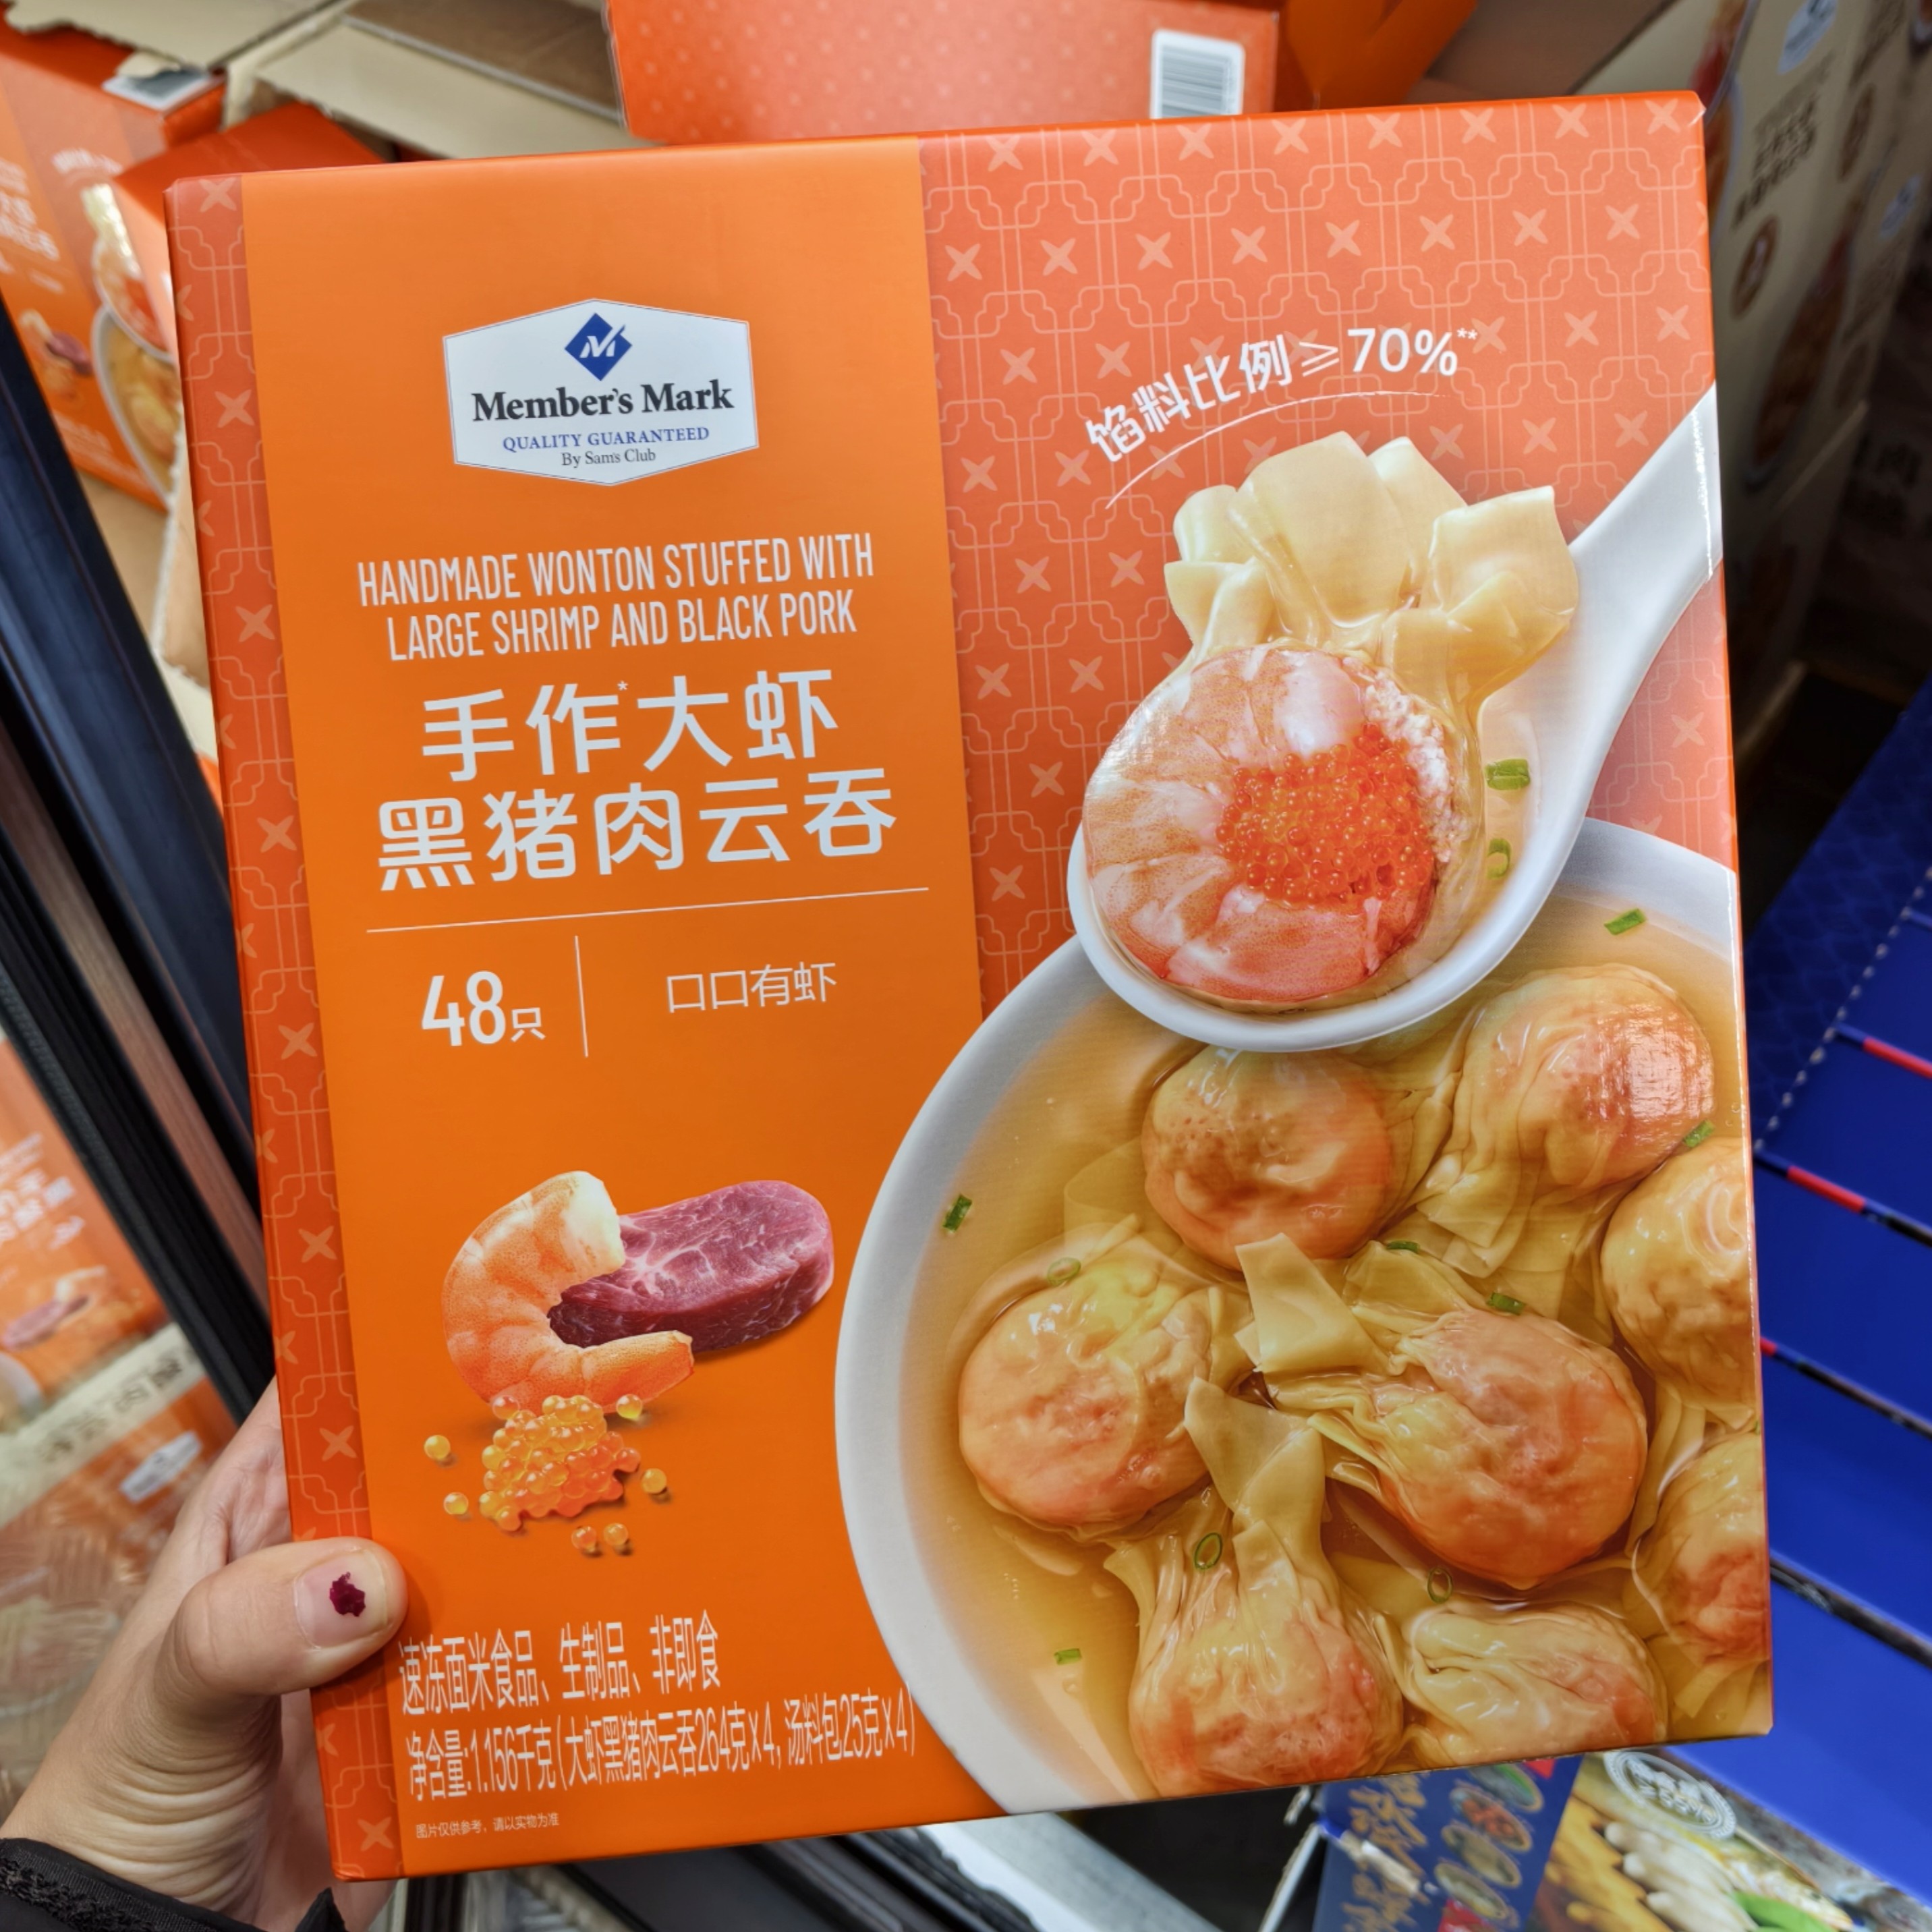 Member's Mark
QUALITY GUARANTEED
By Sam's Club
HANDMADE WONTON STUFFED WITH
LARGE SHRIMP AND BLACK PORK
手作*大虾
黑猪肉云吞
48只
口口有虾
馅料比例≥70%**
速冻面米食品、生制品、非即食
净含量:1.156千克(大虾黑猪肉云吞264克x4, 汤料包25克x4)
图片仅供参考，请以实物为准